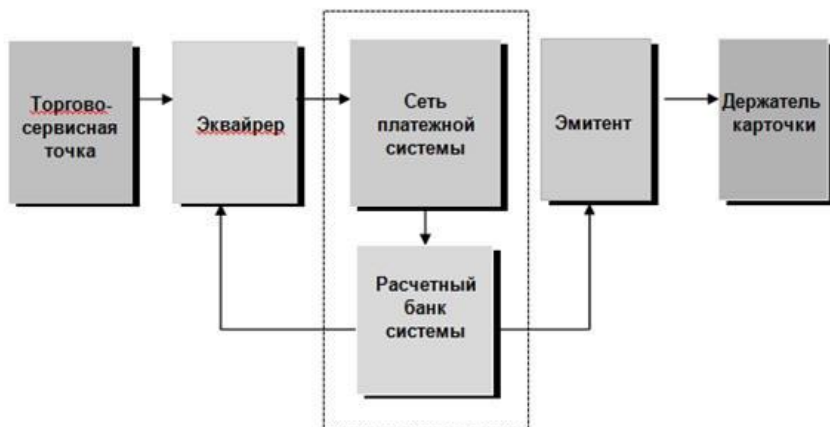 Торгово-
сервисная
точка
Эквайрер
Сеть
платежной
системы
Эмитент
Держатель
карточки
Расчетный
банк
системы